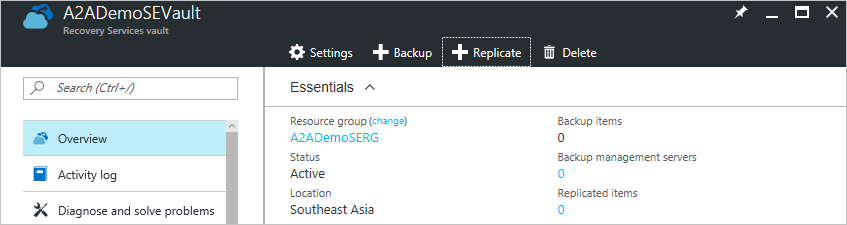 A2ADemoSEVault
Recovery Services vault
Settings Backup Replicate Delete
Search (Ctrl+/)
Overview
Activity log
Diagnose and solve problems
Essentials
Resource group (change)
A2ADemoSERG
Status
Active
Location
Southeast Asia
Backup items
0
Backup management servers
0
Replicated items
0